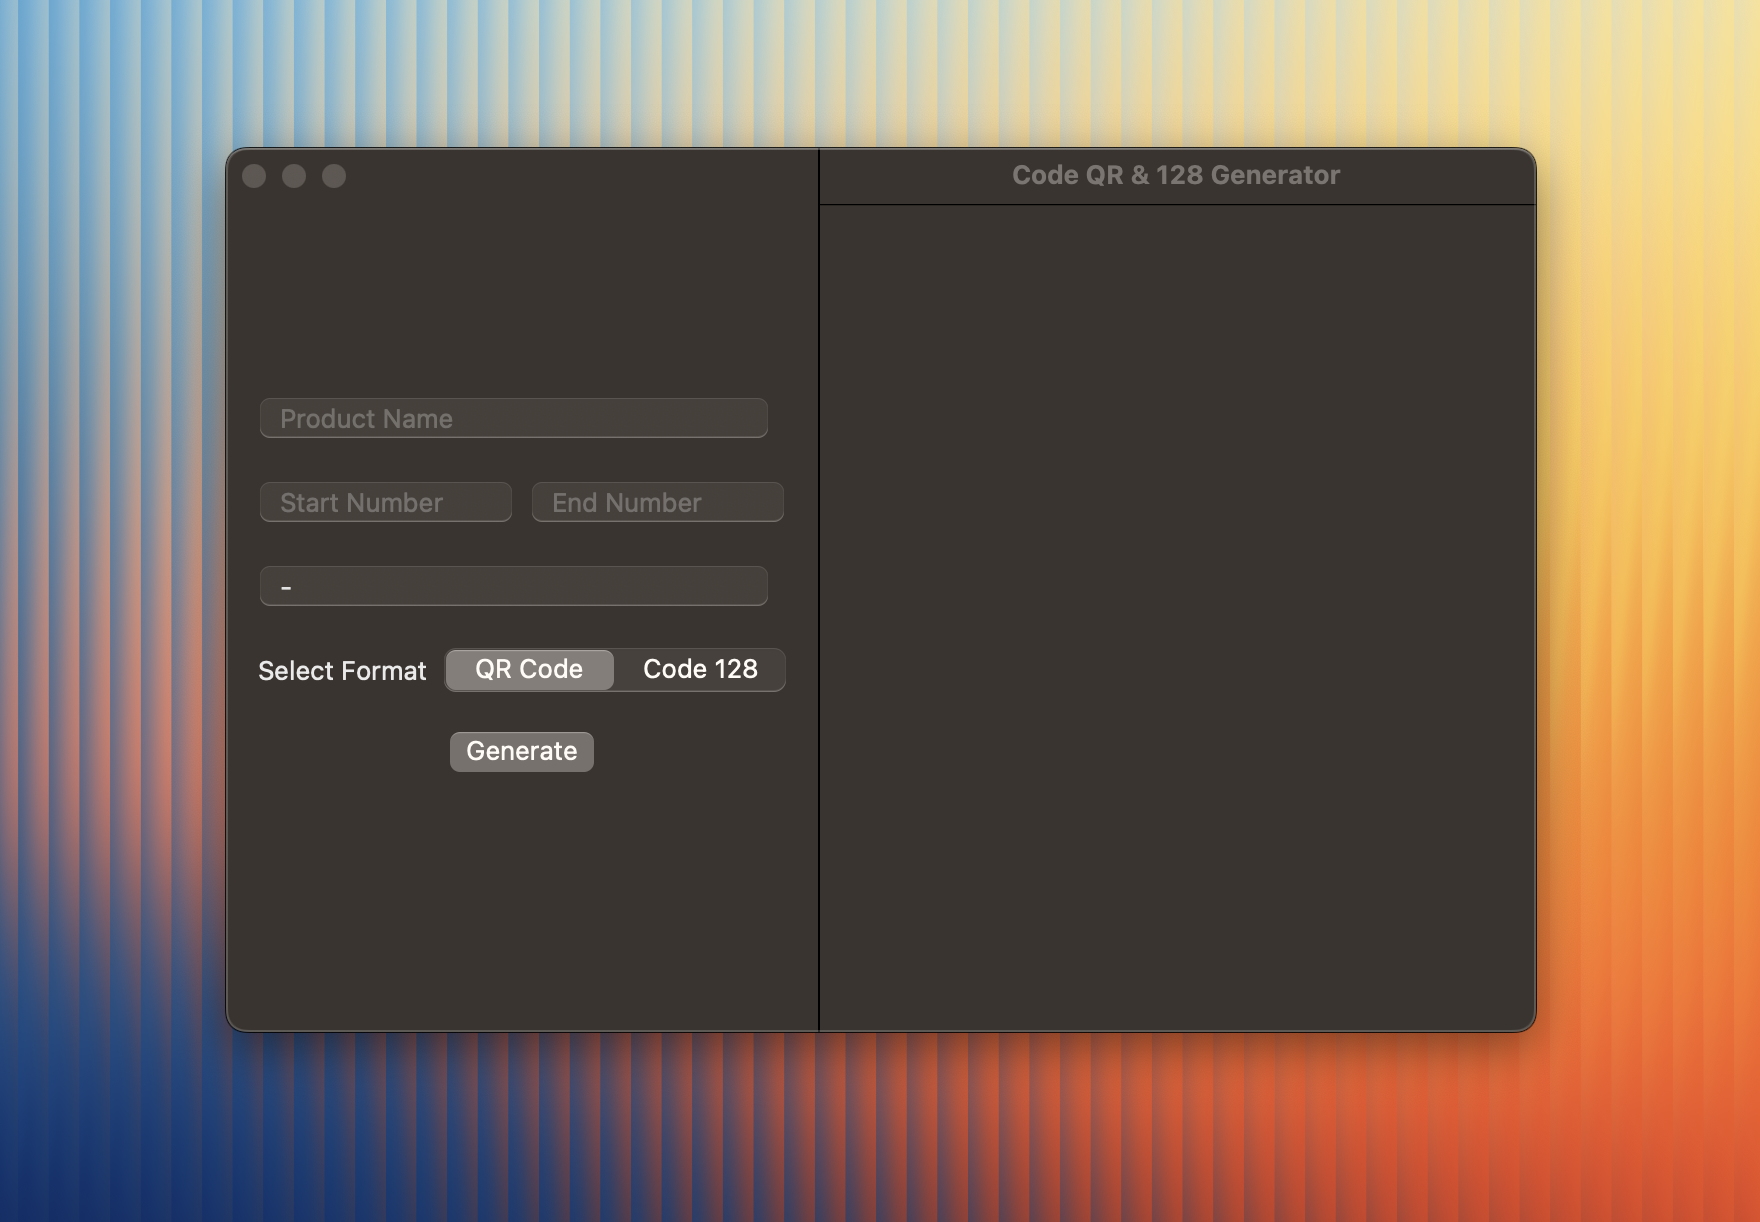 Code QR & 128 Generator
Product Name
Start Number End Number
-
Select Format QR Code Code 128
Generate